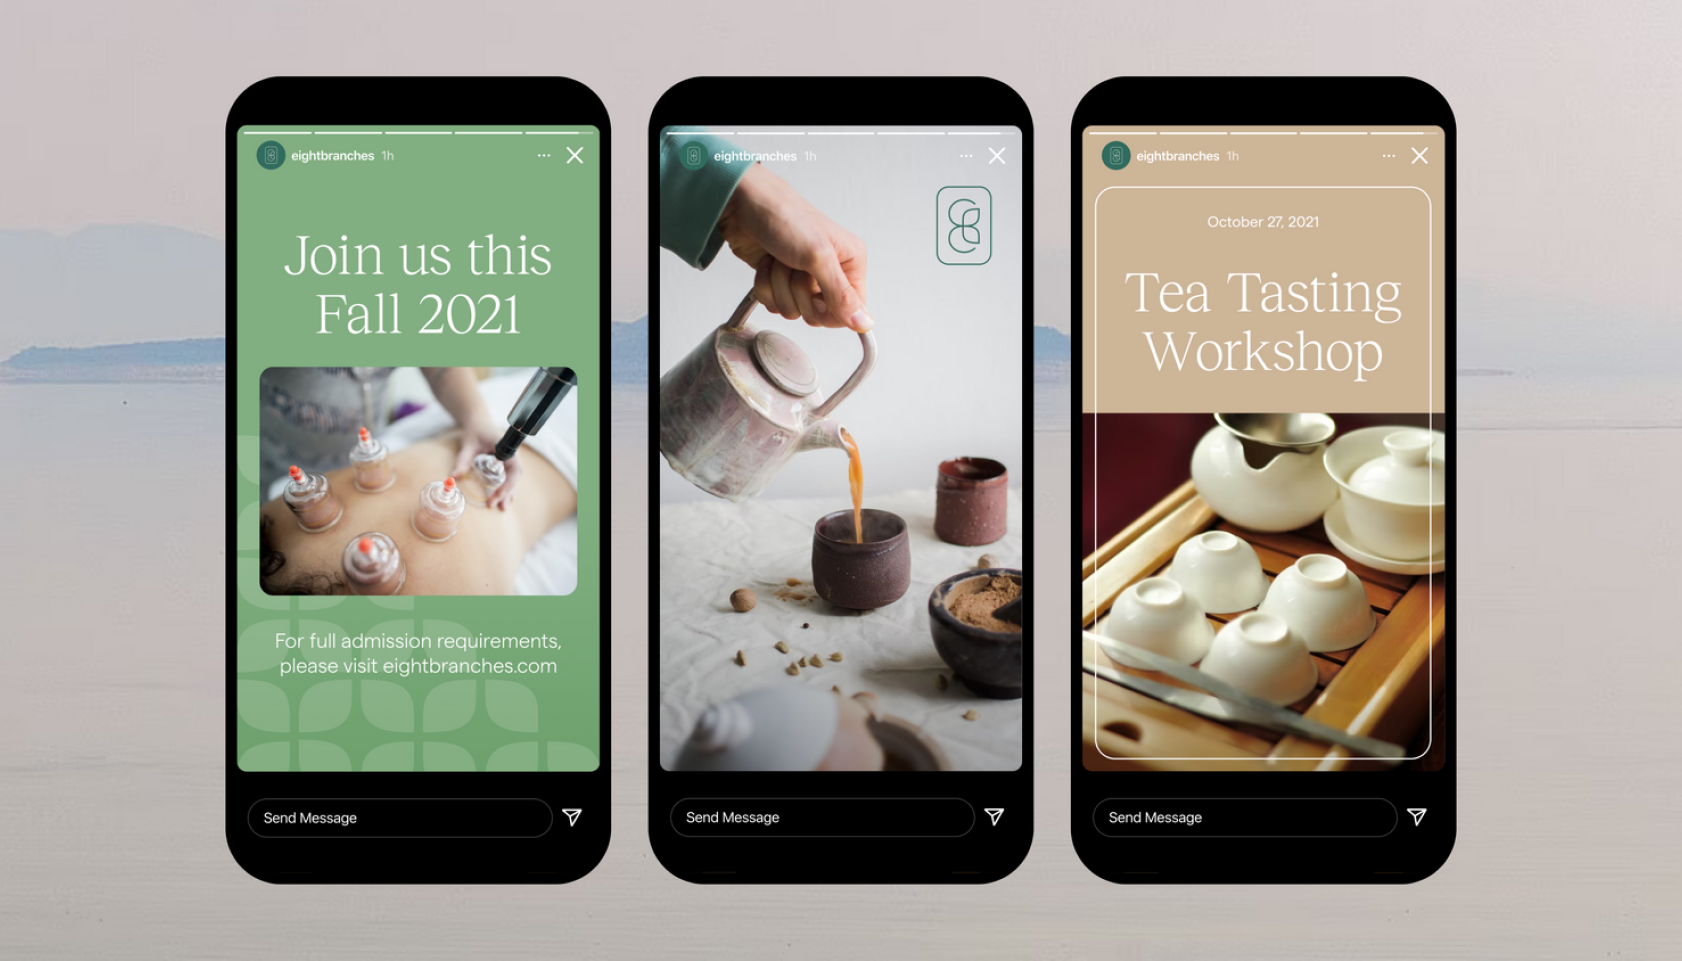 eightbranches 1h
Join us this
Fall 2021
For full admission requirements,
please visit eightbranches.com
Send Message
eightbranches 1h
Send Message
eightbranches 1h
October 27, 2021
Tea Tasting
Workshop
Send Message